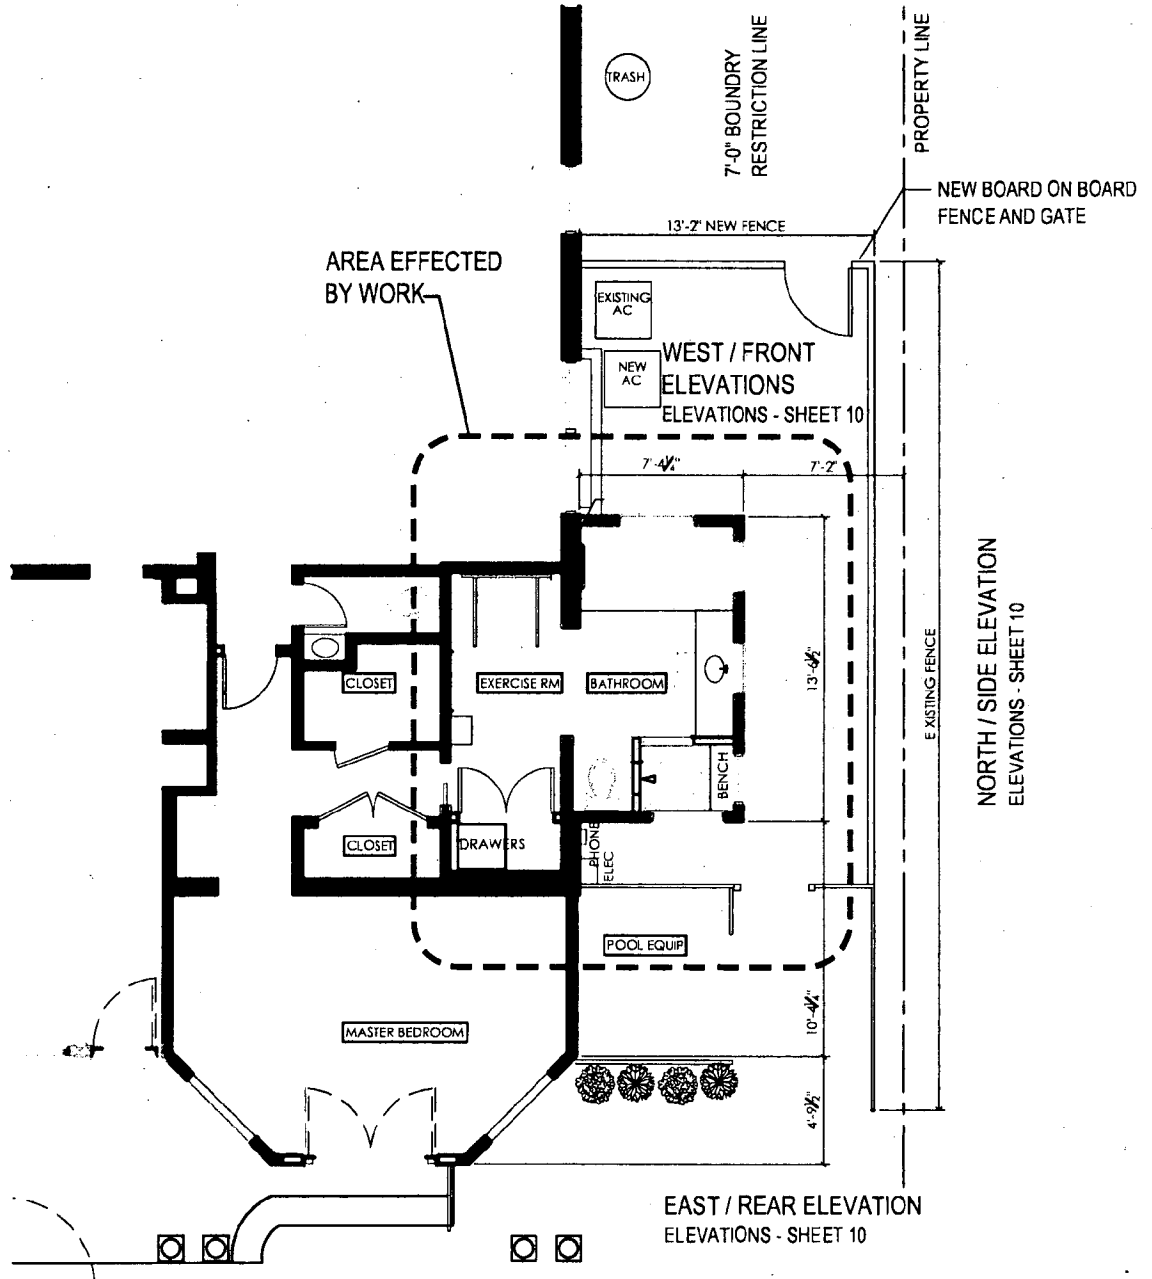 TRASH
7'-0" BOUNDRY
RESTRICTION LINE
PROPERTY LINE
NEW BOARD ON BOARD
FENCE AND GATE
13'-2" NEW FENCE
AREA EFFECTED
BY WORK
EXISTING
AC
NEW
AC
WEST / FRONT
ELEVATIONS
ELEVATIONS - SHEET 10
7'-4¼"
7'-2"
NORTH / SIDE ELEVATION
ELEVATIONS - SHEET 10
EXISTING FENCE
13'-6½"
CLOSET
EXERCISE RM
BATHROOM
BENCH
CLOSET
DRAWERS
PHONE
ELEC
POOL EQUIP
10'-4¼"
MASTER BEDROOM
4'-9½"
EAST / REAR ELEVATION
ELEVATIONS - SHEET 10